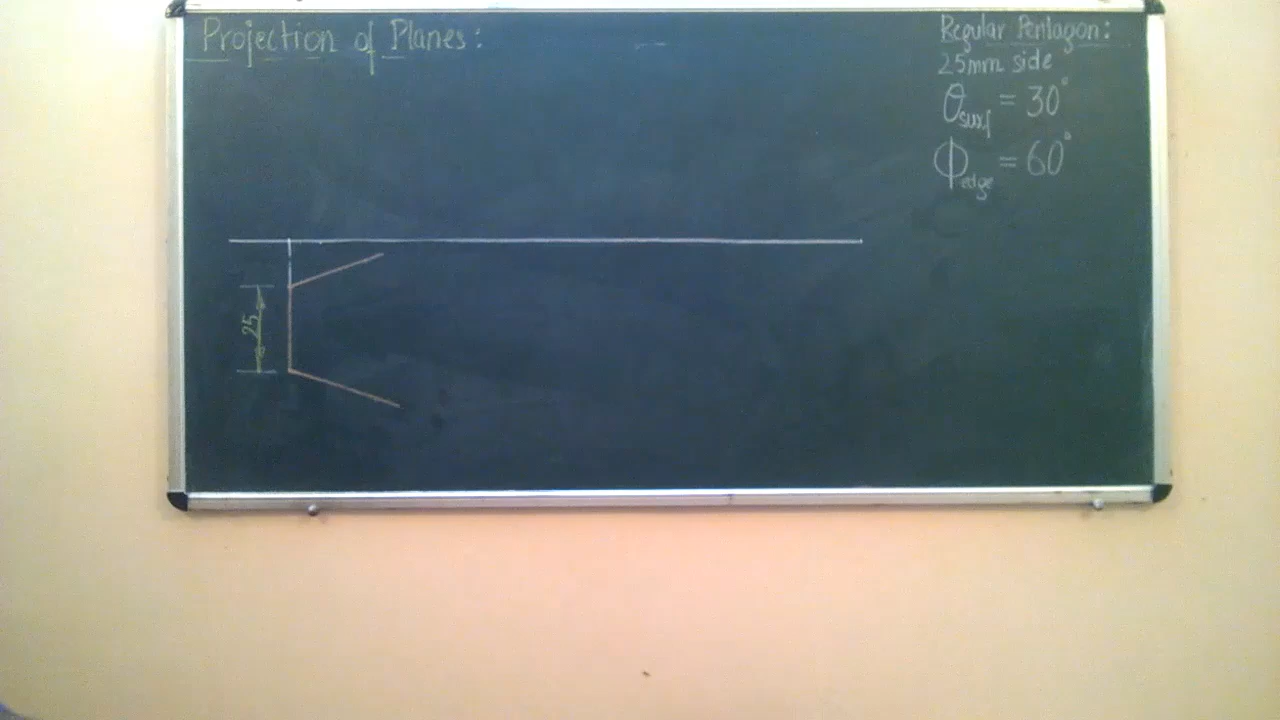 Projection of Planes:
Regular Pentagon:
25mm side
θsurf = 30°
ϕedge = 60°
25